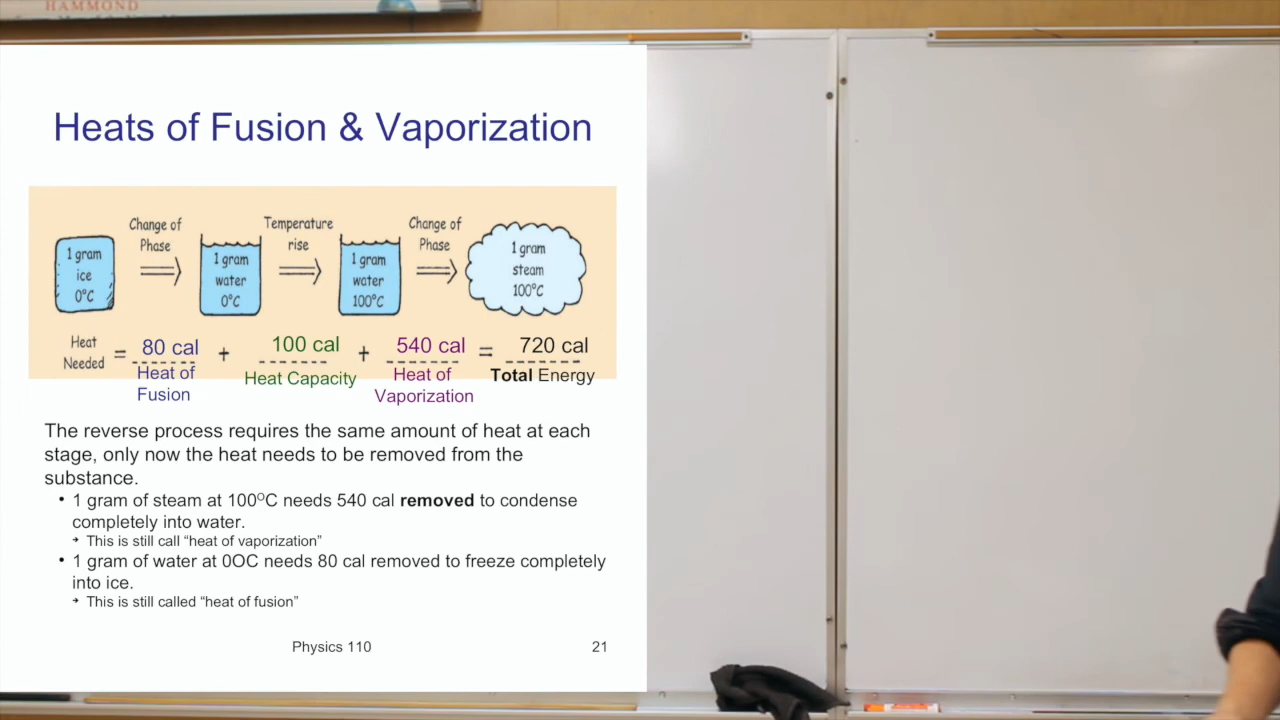 HAMMOND
Heats of Fusion & Vaporization
Change of
Phase
Temperature
rise
Change of
Phase
1 gram
ice
0°C
1 gram
water
0°C
1 gram
water
100°C
1 gram
steam
100°C
Heat
Needed
= 80 cal + 100 cal + 540 cal = 720 cal
Heat of
Fusion
Heat Capacity
Heat of
Vaporization
Total Energy
The reverse process requires the same amount of heat at each
stage, only now the heat needs to be removed from the
substance.
• 1 gram of steam at 100ᴼC needs 540 cal removed to condense
completely into water.
→ This is still call “heat of vaporization”
• 1 gram of water at 0OC needs 80 cal removed to freeze completely
into ice.
→ This is still called “heat of fusion”
Physics 110
21